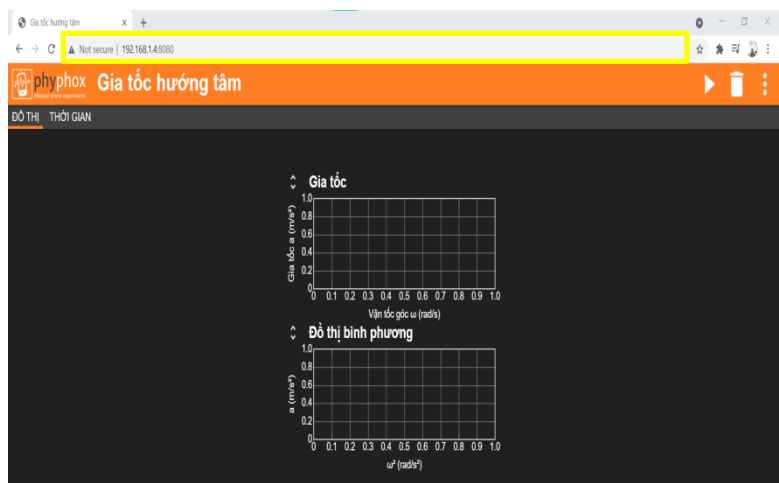 Gia tốc hướng tâm x +
Not secure | 192.168.1.4:8080
phyphox Gia tốc hướng tâm
physical phone experiments
ĐỒ THỊ THỜI GIAN
Gia tốc
Gia tốc a (m/s²)
1.0
0.8
0.6
0.4
0.2
0
0 0.1 0.2 0.3 0.4 0.5 0.6 0.7 0.8 0.9 1.0
Vận tốc góc ω (rad/s)
Đồ thị bình phương
a (m/s²)
1.0
0.8
0.6
0.4
0.2
0
0 0.1 0.2 0.3 0.4 0.5 0.6 0.7 0.8 0.9 1.0
ω² (rad/s²)